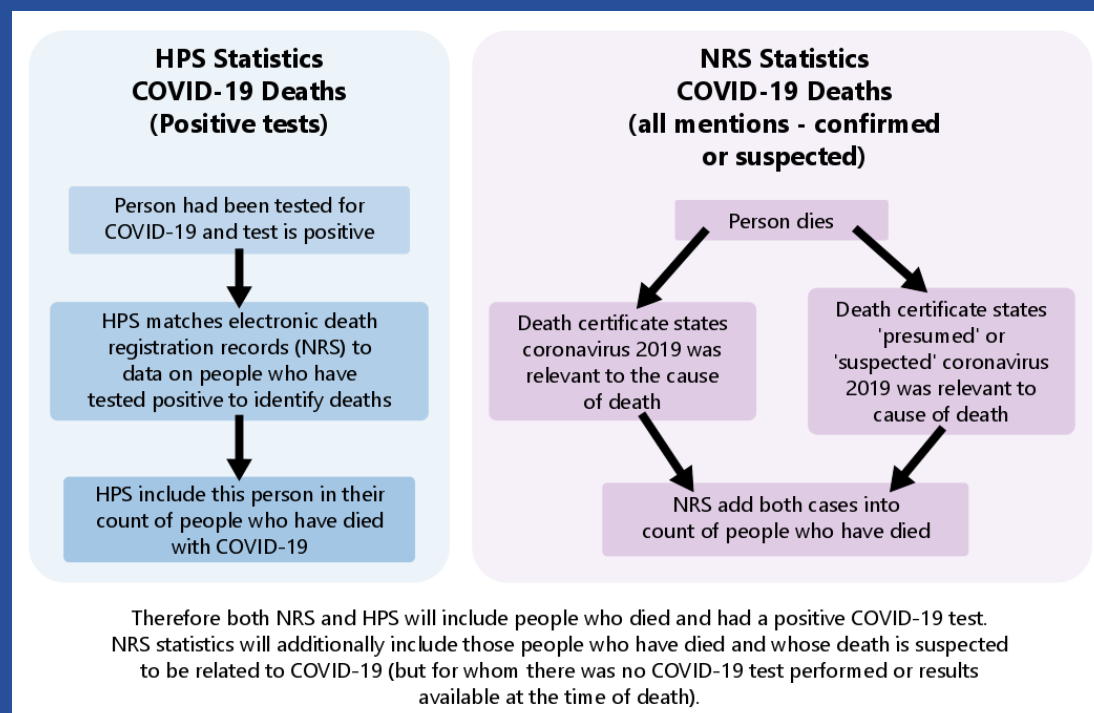 HPS Statistics
COVID-19 Deaths
(Positive tests)
Person had been tested for
COVID-19 and test is positive
HPS matches electronic death
registration records (NRS) to
data on people who have
tested positive to identify deaths
HPS include this person in their
count of people who have died
with COVID-19
NRS Statistics
COVID-19 Deaths
(all mentions - confirmed
or suspected)
Person dies
Death certificate states
coronavirus 2019 was
relevant to the cause
of death
Death certificate states
'presumed' or
'suspected' coronavirus
2019 was relevant to
cause of death
NRS add both cases into
count of people who have died
Therefore both NRS and HPS will include people who died and had a positive COVID-19 test.
NRS statistics will additionally include those people who have died and whose death is suspected
to be related to COVID-19 (but for whom there was no COVID-19 test performed or results
available at the time of death).